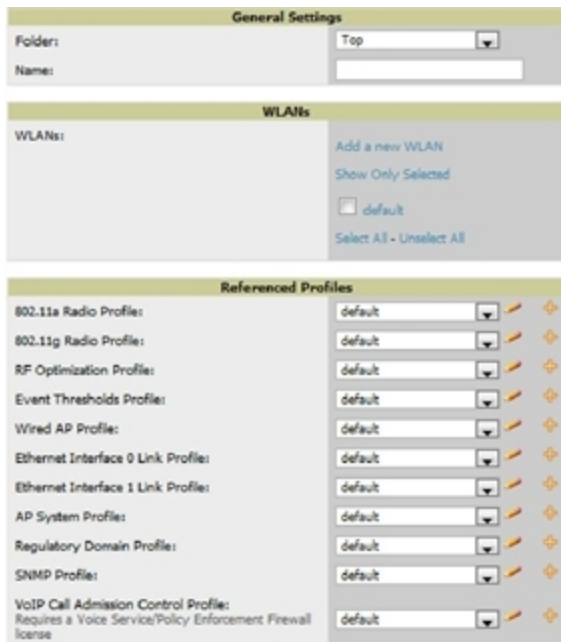 General Settings
Folder: Top
Name:
WLANs
WLANs:
Add a new WLAN
Show Only Selected
default
Select All - Unselect All
Referenced Profiles
802.11a Radio Profile: default
802.11g Radio Profile: default
RF Optimization Profile: default
Event Thresholds Profile: default
Wired AP Profile: default
Ethernet Interface 0 Link Profile: default
Ethernet Interface 1 Link Profile: default
AP System Profile: default
Regulatory Domain Profile: default
SNMP Profile: default
VoIP Call Admission Control Profile:
Requires a Voice Service/Policy Enforcement Firewall default
license